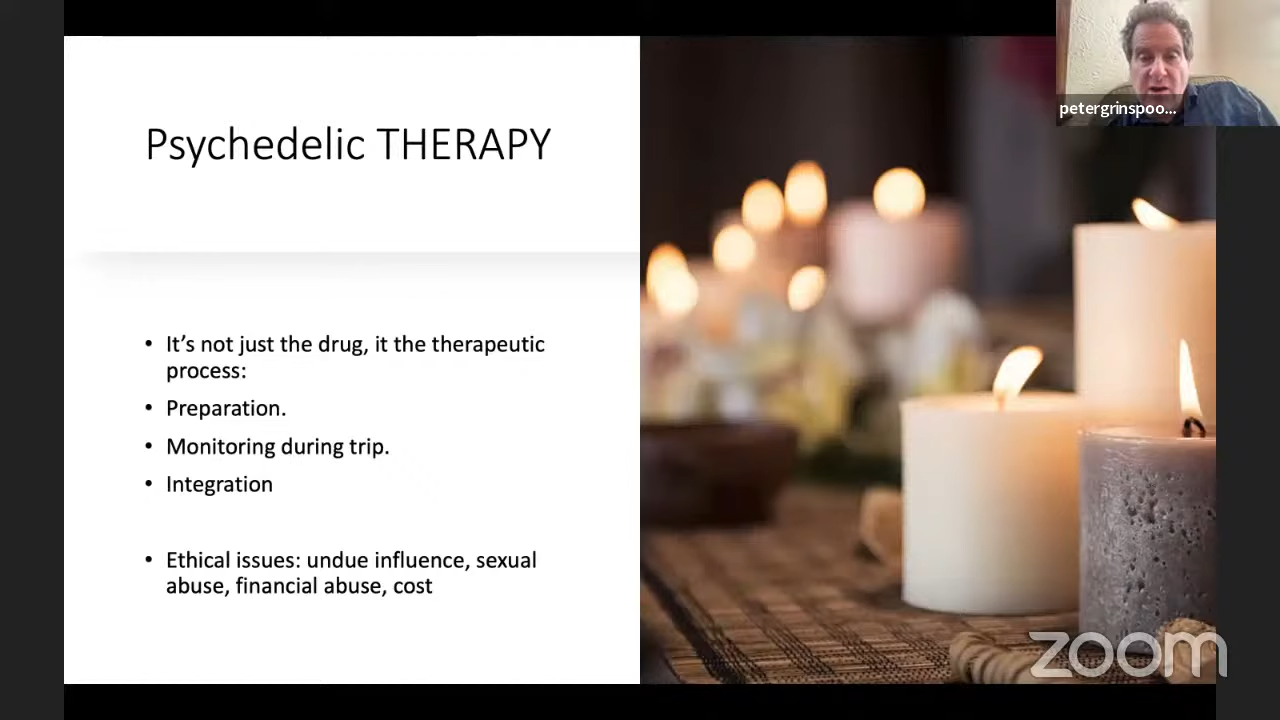 Psychedelic THERAPY
petergrinspoo...
• It's not just the drug, it the therapeutic
process:
• Preparation.
• Monitoring during trip.
• Integration
• Ethical issues: undue influence, sexual
abuse, financial abuse, cost
zoom